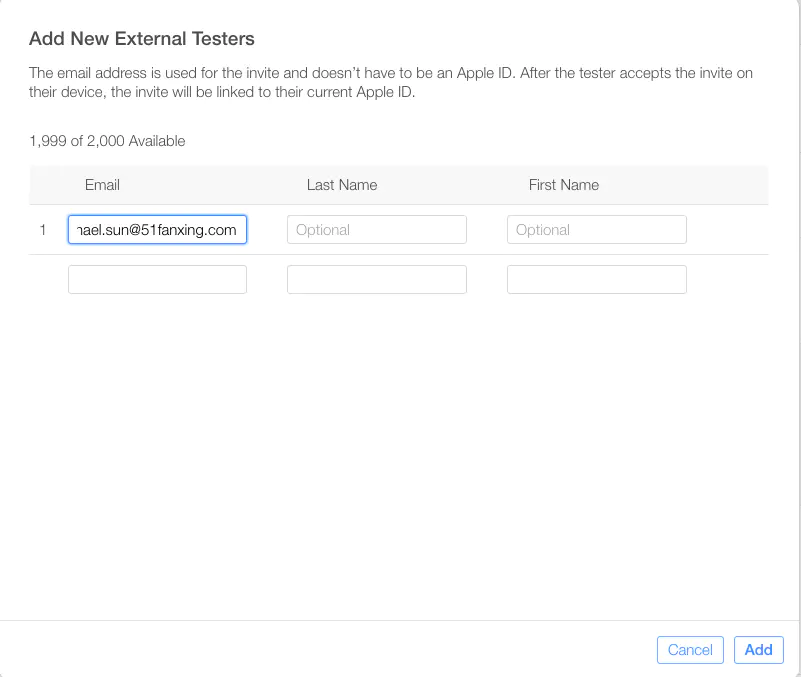 Add New External Testers
The email address is used for the invite and doesn’t have to be an Apple ID. After the tester accepts the invite on
their device, the invite will be linked to their current Apple ID.
1,999 of 2,000 Available
Email Last Name First Name
1 hael.sun@51fanxing.com Optional Optional
Cancel Add